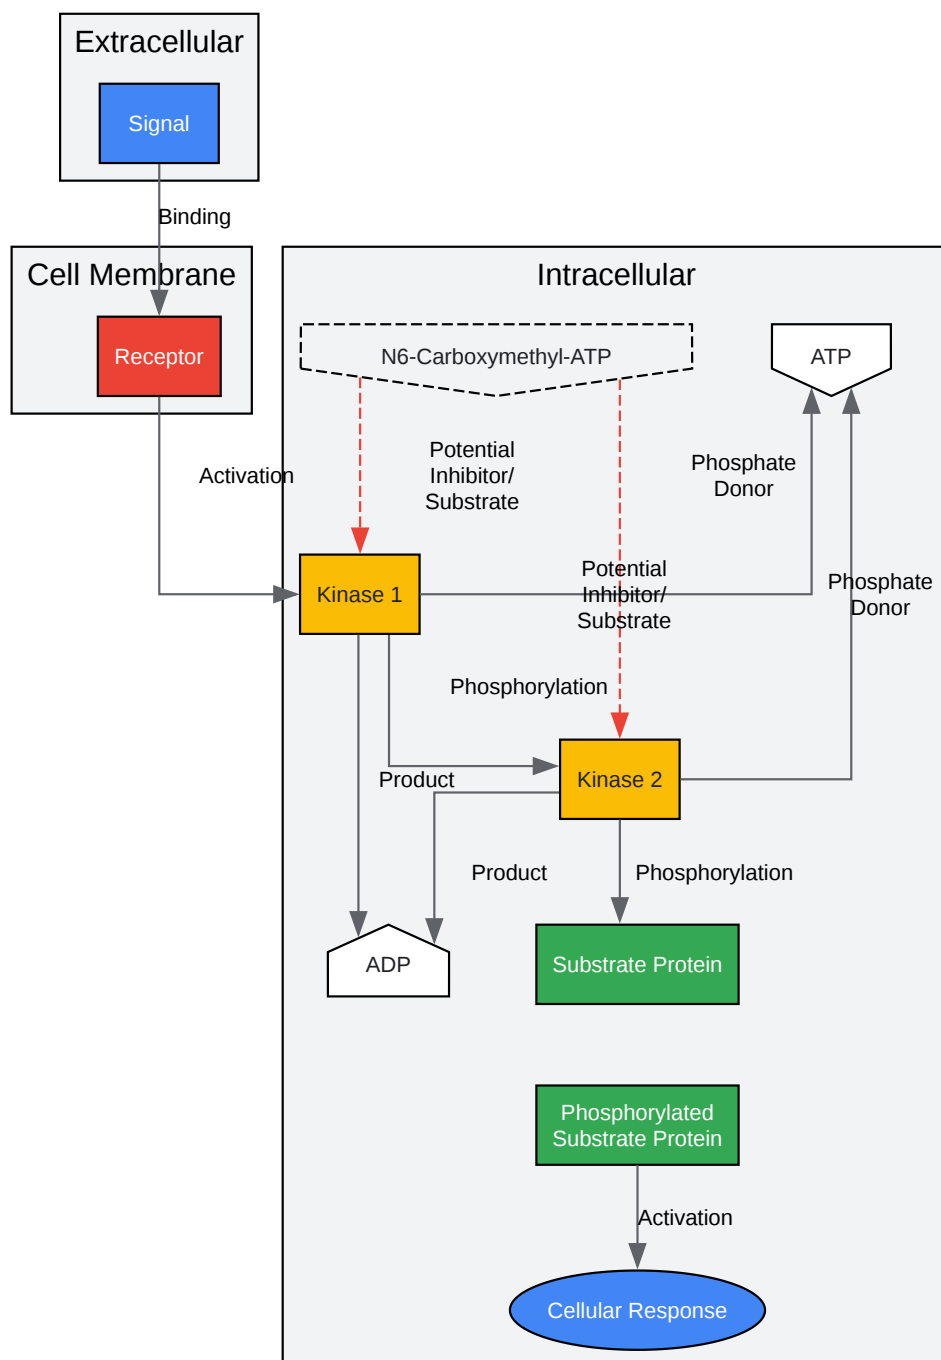 Extracellular
Signal
Binding
Cell Membrane
Receptor
Intracellular
N6-Carboxymethyl-ATP
ATP
Activation
Potential
Inhibitor/
Substrate
Phosphate
Donor
Kinase 1
Potential
Inhibitor/
Substrate
Phosphate
Donor
Phosphorylation
Product
Kinase 2
Product
Phosphorylation
ADP
Substrate Protein
Phosphorylated
Substrate Protein
Activation
Cellular Response